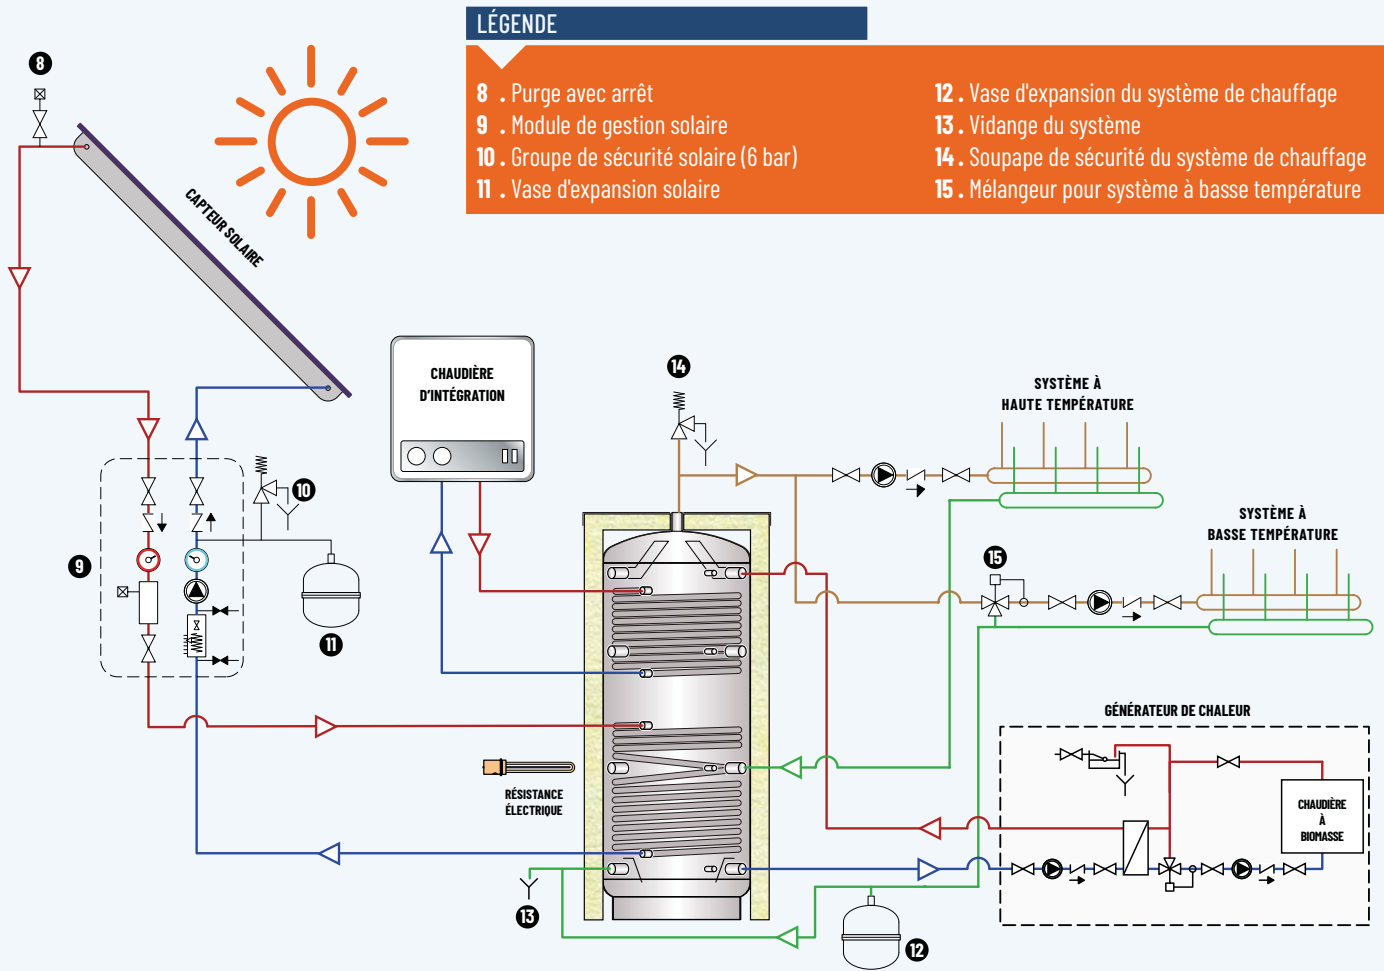 LÉGENDE
8 . Purge avec arrêt
9 . Module de gestion solaire
10 . Groupe de sécurité solaire (6 bar)
11 . Vase d'expansion solaire
12 . Vase d'expansion du système de chauffage
13 . Vidange du système
14 . Soupape de sécurité du système de chauffage
15 . Mélangeur pour système à basse température
8
CAPTEUR SOLAIRE
CHAUDIÈRE
D'INTÉGRATION
14
SYSTÈME À
HAUTE TEMPÉRATURE
10
SYSTÈME À
BASSE TEMPÉRATURE
9
15
11
GÉNÉRATEUR DE CHALEUR
RÉSISTANCE
ÉLECTRIQUE
CHAUDIÈRE
À
BIOMASSE
13
12